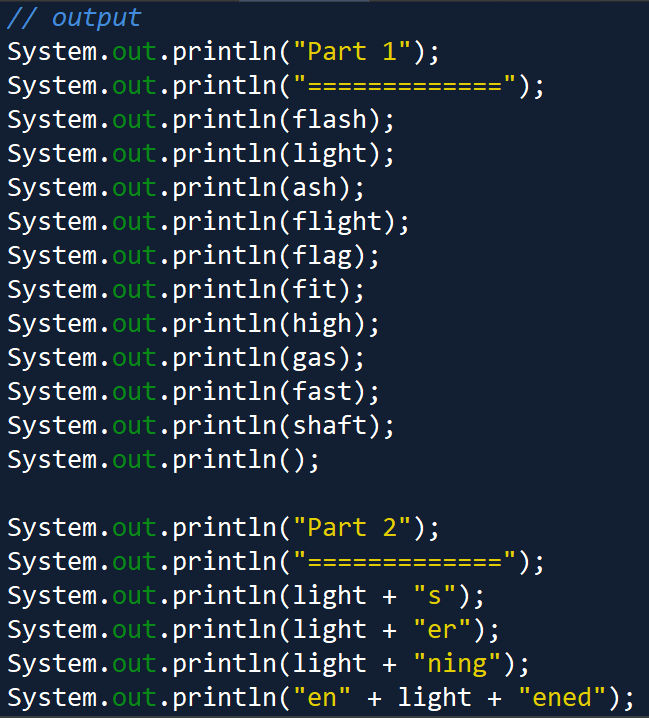 // output
System.out.println("Part 1");
System.out.println("=============");
System.out.println(flash);
System.out.println(light);
System.out.println(ash);
System.out.println(flight);
System.out.println(flag);
System.out.println(fit);
System.out.println(high);
System.out.println(gas);
System.out.println(fast);
System.out.println(shaft);
System.out.println();

System.out.println("Part 2");
System.out.println("=============");
System.out.println(light + "s");
System.out.println(light + "er");
System.out.println(light + "ning");
System.out.println("en" + light + "ened");